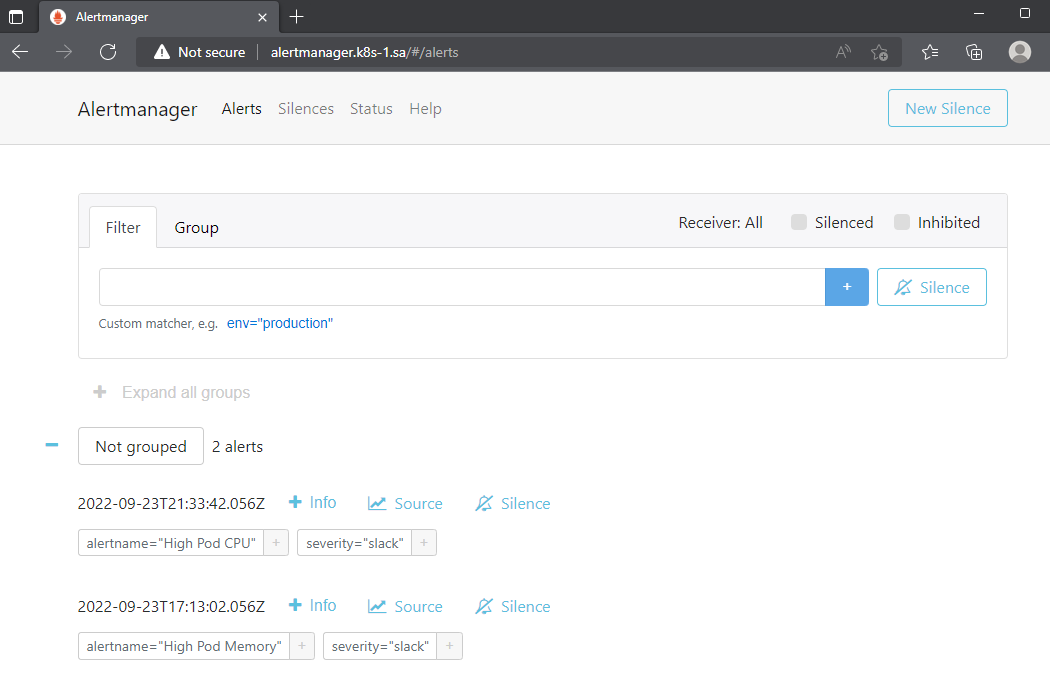 Alertmanager
Not secure alertmanager.k8s-1.sa/#/alerts
Alertmanager Alerts Silences Status Help New Silence
Filter Group Receiver: All Silenced Inhibited
+ Silence
Custom matcher, e.g. env="production"
+ Expand all groups
Not grouped 2 alerts
2022-09-23T21:33:42.056Z + Info Source Silence
alertname="High Pod CPU" + severity="slack" +
2022-09-23T17:13:02.056Z + Info Source Silence
alertname="High Pod Memory" + severity="slack" +